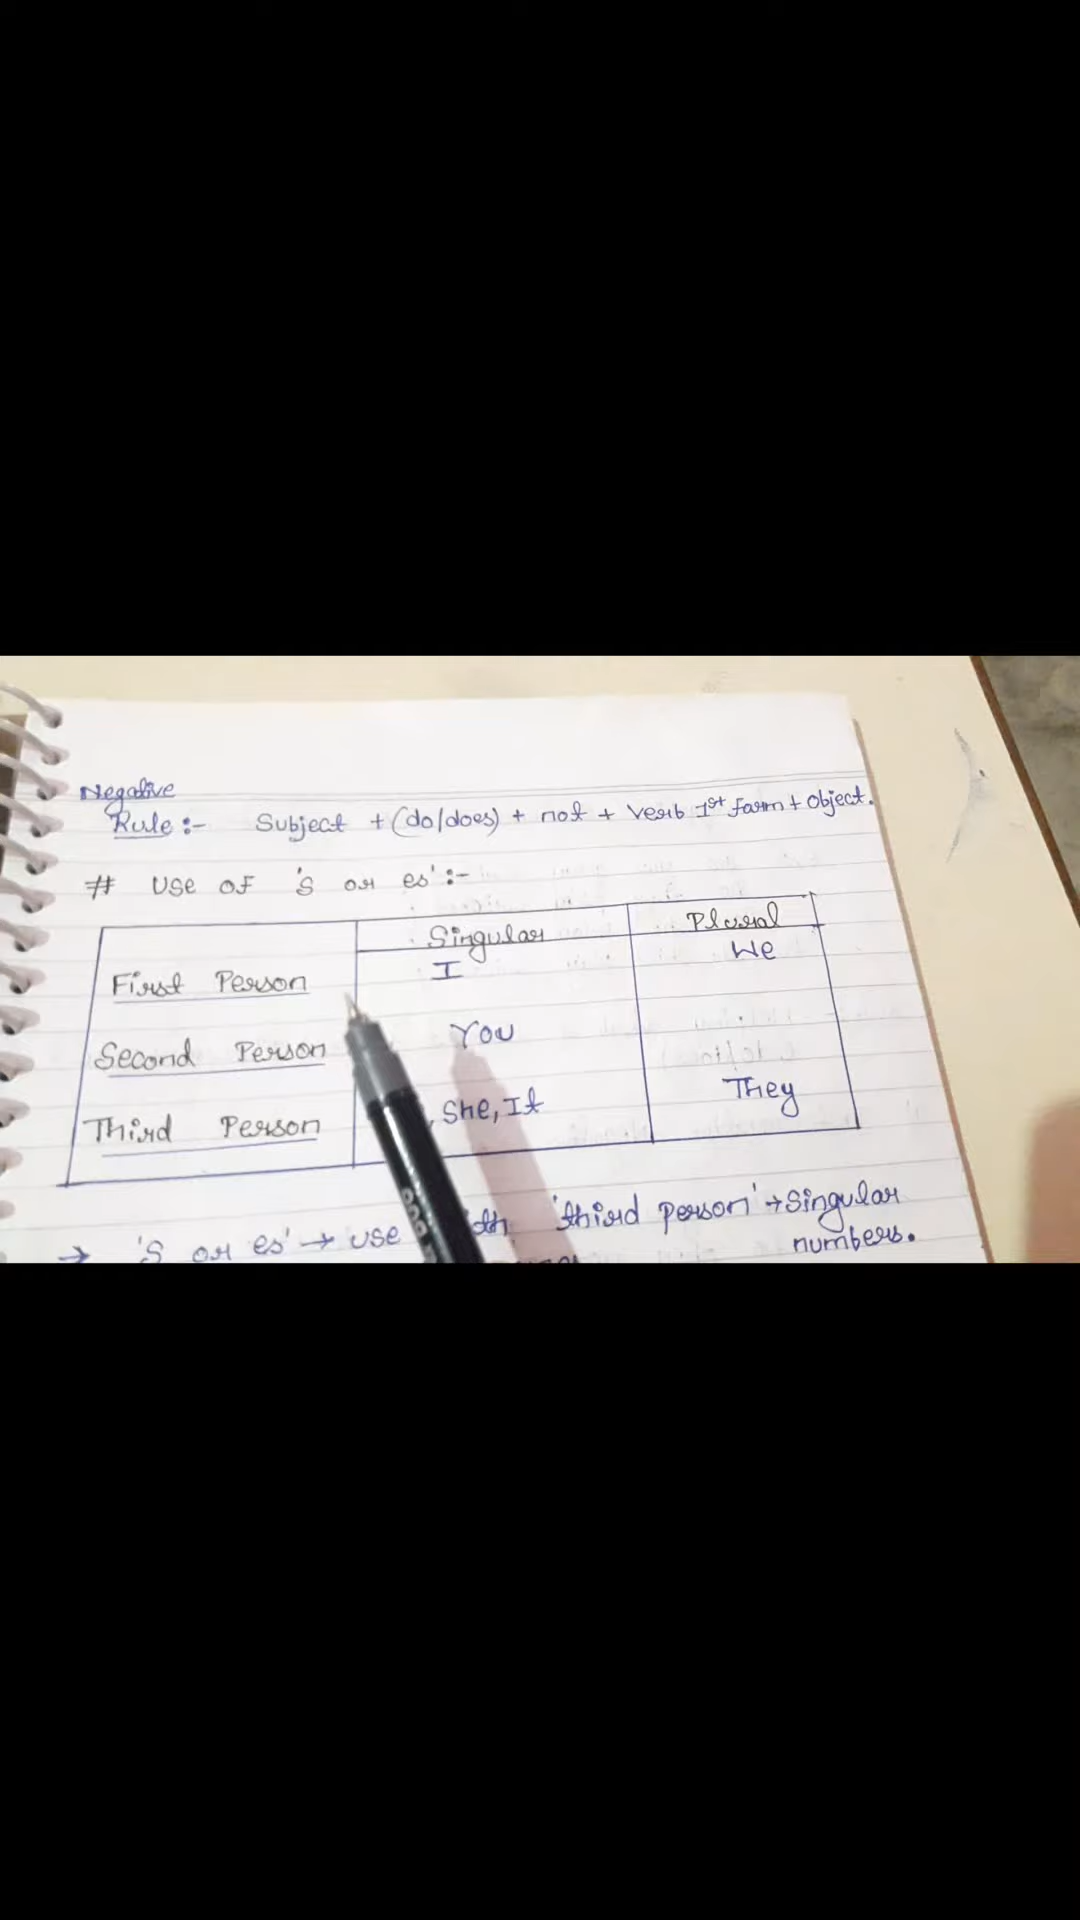 Negative
Rule :- Subject + (do/does) + not + verb 1st farm + Object.
# Use of 's or es' :-
Singular Plural
First Person I We
Second Person You
Third Person , She, It They
→ 's or es' → use 'third person' → Singular
numbers.